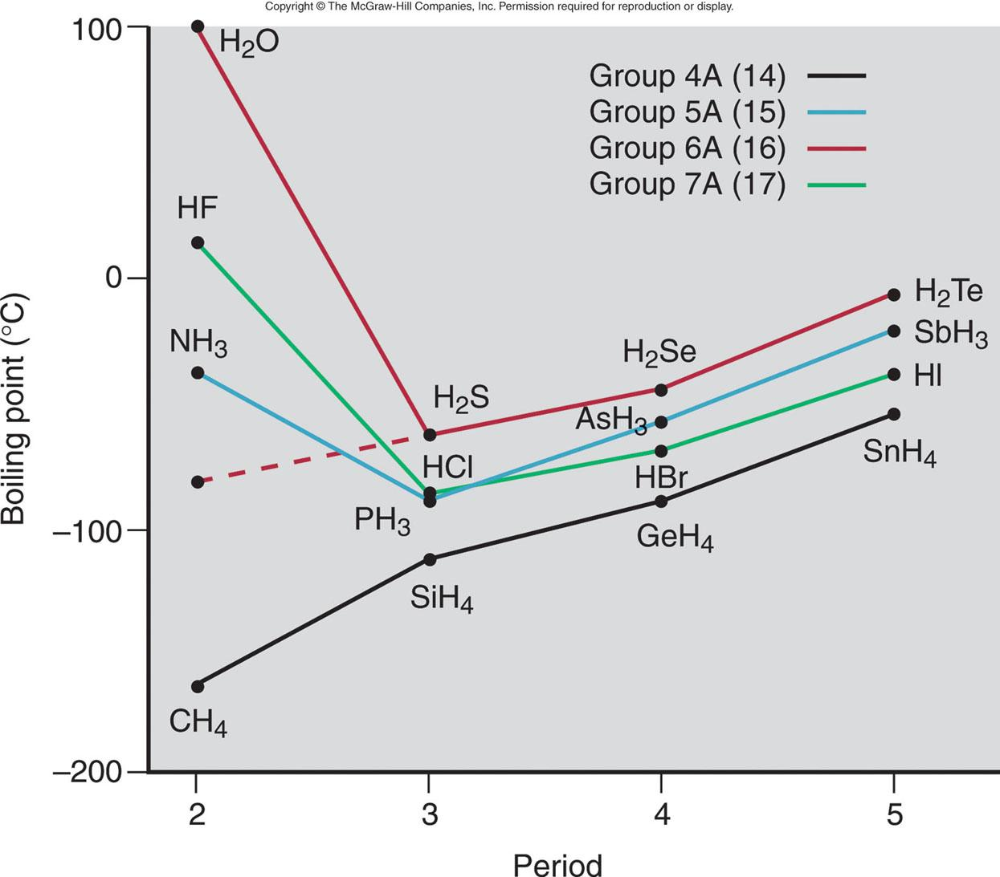 Copyright © The McGraw-Hill Companies, Inc. Permission required for reproduction or display.
100
H₂O
Group 4A (14)
Group 5A (15)
Group 6A (16)
Group 7A (17)
HF
0
H₂Te
SbH₃
NH₃
H₂Se
HI
H₂S
AsH₃
Boiling point (°C)
HCl
HBr
SnH₄
PH₃
–100
GeH₄
SiH₄
CH₄
–200
2 3 4 5
Period